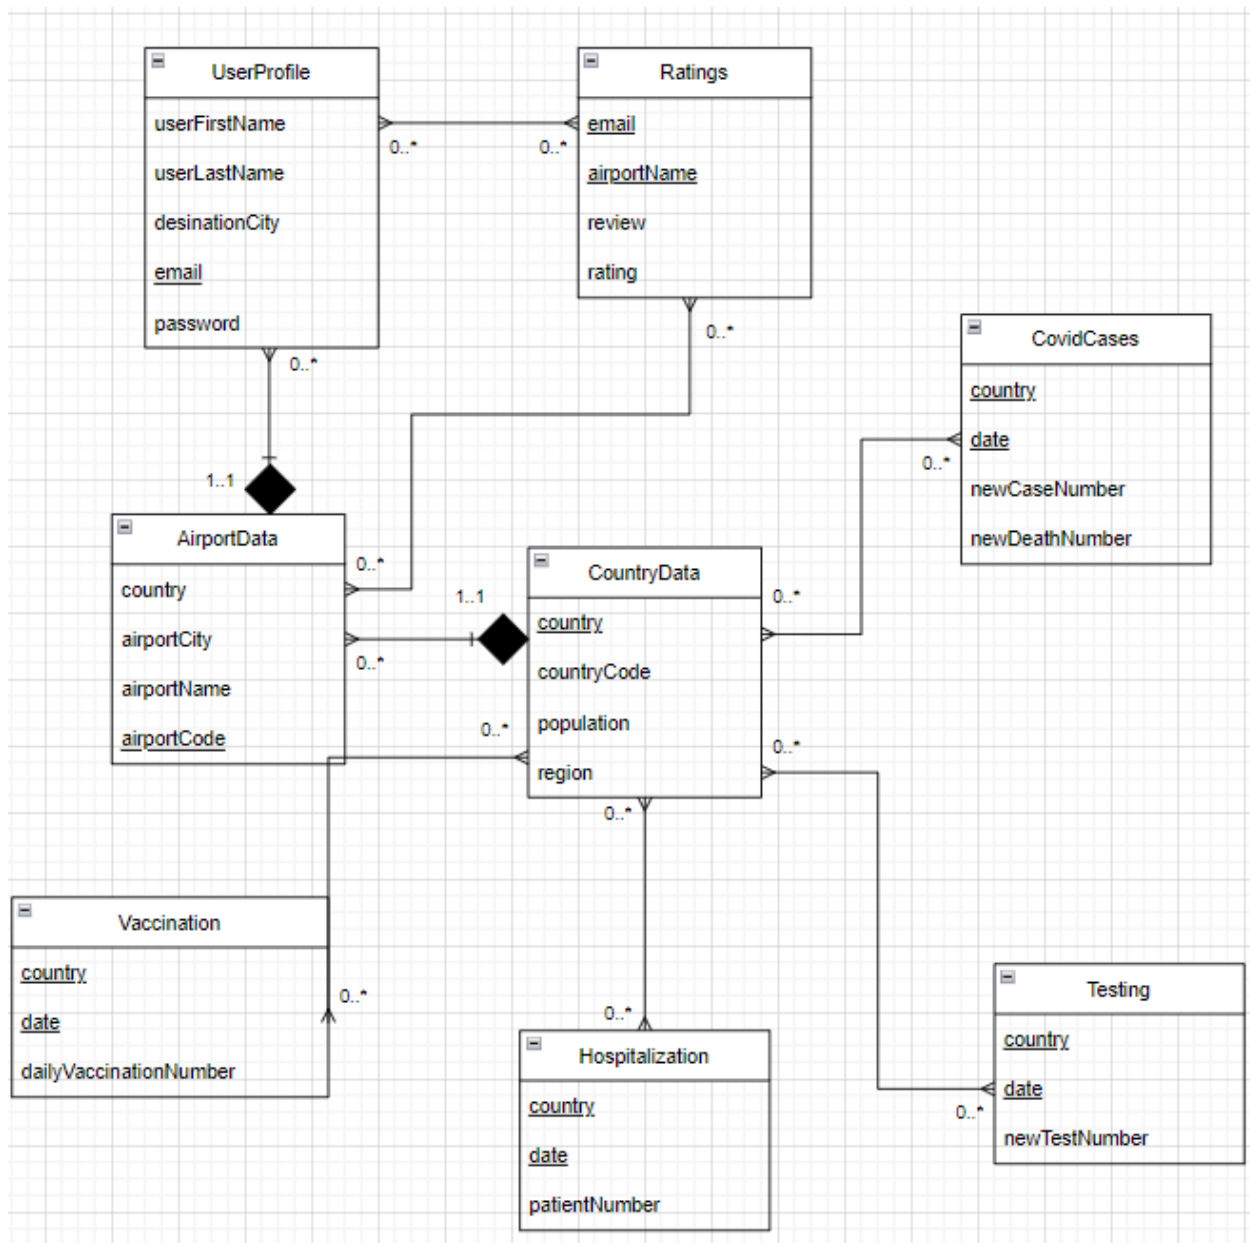 UserProfile
userFirstName
userLastName
desinationCity
email
password
0..*
0..*
Ratings
email
airportName
review
rating
0..*
0..*
1..1
AirportData
country
airportCity
airportName
airportCode
0..*
0..*
1..1
CountryData
country
countryCode
population
region
0..*
0..*
0..*
0..*
CovidCases
country
date
newCaseNumber
newDeathNumber
0..*
Vaccination
country
date
dailyVaccinationNumber
0..*
0..*
Hospitalization
country
date
patientNumber
Testing
country
date
newTestNumber
0..*